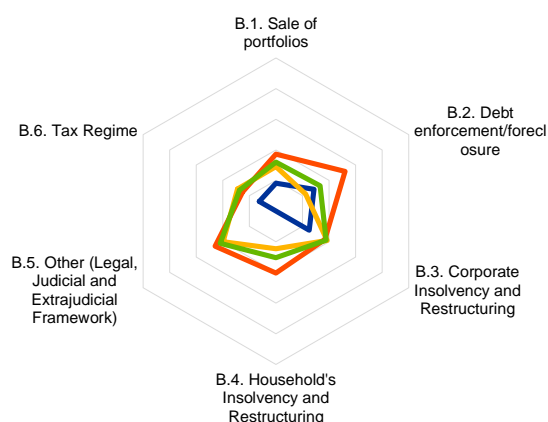 B.1. Sale of
portfolios
B.2. Debt
enforcement/forecl
osure
B.3. Corporate
Insolvency and
Restructuring
B.4. Household's
Insolvency and
Restructuring
B.5. Other (Legal,
Judicial and
Extrajudicial
Framework)
B.6. Tax Regime